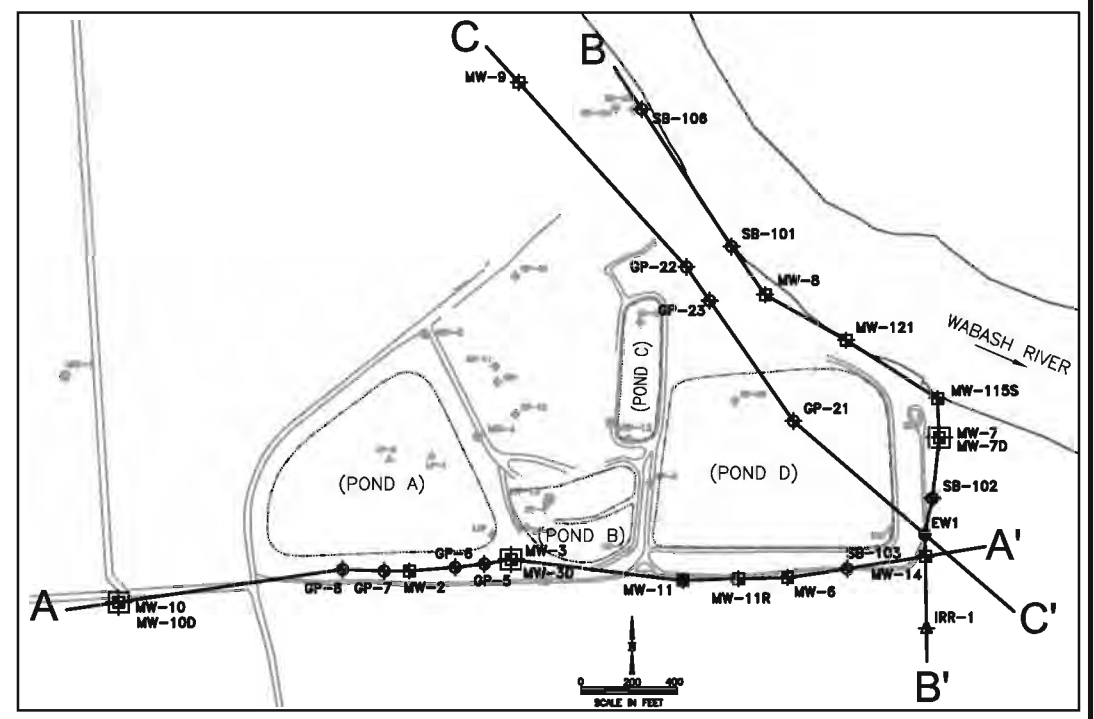 C
B
MW-9
SB-106
SB-101
GP-22
MW-8
GP-23
MW-121
WABASH RIVER
(POND C)
MW-115S
GP-21
MW-7
MW-7D
(POND A)
(POND D)
SB-102
EW1
(POND B)
A'
MW-3
MW-3D
SB-103
GP-6
GP-8
GP-7
MW-2
GP-5
MW-14
MW-11
MW-11R
MW-6
A
MW-10
MW-10D
C'
IRR-1
N
B'
0 200 400
SCALE IN FEET